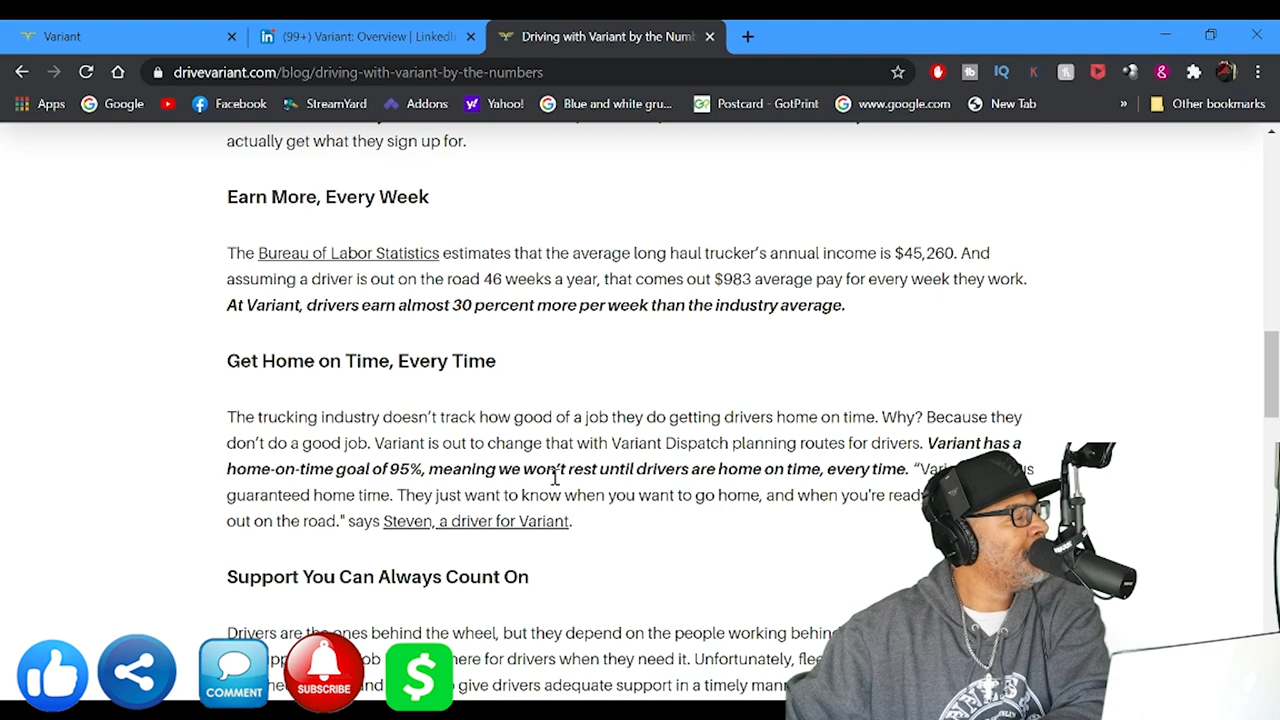 Variant
(99+) Variant: Overview | LinkedIn
Driving with Variant by the Numb
drivevariant.com/blog/driving-with-variant-by-the-numbers
Apps Google Facebook StreamYard Addons Yahoo! Blue and white gru... Postcard - GotPrint www.google.com New Tab » Other bookmarks
actually get what they sign up for.
Earn More, Every Week
The Bureau of Labor Statistics estimates that the average long haul trucker's annual income is $45,260. And
assuming a driver is out on the road 46 weeks a year, that comes out $983 average pay for every week they work.
At Variant, drivers earn almost 30 percent more per week than the industry average.
Get Home on Time, Every Time
The trucking industry doesn't track how good of a job they do getting drivers home on time. Why? Because they
don't do a good job. Variant is out to change that with Variant Dispatch planning routes for drivers. Variant has a
home-on-time goal of 95%, meaning we won't rest until drivers are home on time, every time.
guaranteed home time. They just want to know when you want to go home, and when you're
out on the road." says Steven, a driver for Variant.
Support You Can Always Count On
Drivers are the ones behind the wheel, but they depend on the people working
for drivers when they need it. Unfortunately,
give drivers adequate support in a timely
COMMENT
SUBSCRIBE
$